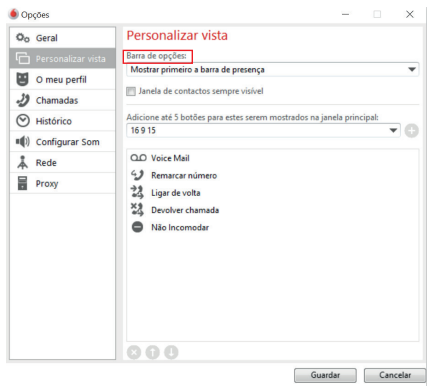 Opções
Geral
Personalizar vista
O meu perfil
Chamadas
Histórico
Configurar Som
Rede
Proxy
Personalizar vista
Barra de opções:
Mostrar primeiro a barra de presença
Janela de contactos sempre visível
Adicione até 5 botões para estes serem mostrados na janela principal:
16 9 15
Voice Mail
Remarcar número
Ligar de volta
Devolver chamada
Não Incomodar
Guardar
Cancelar